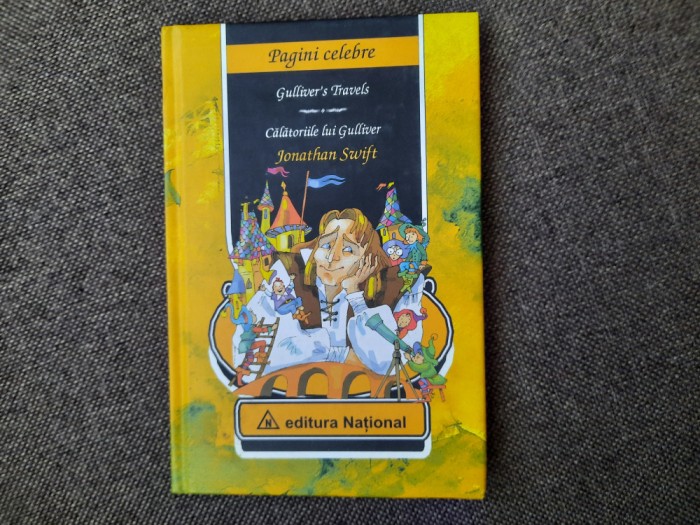 Pagini celebre
Gulliver's Travels
Călătoriile lui Gulliver
Jonathan Swift
N editura Național